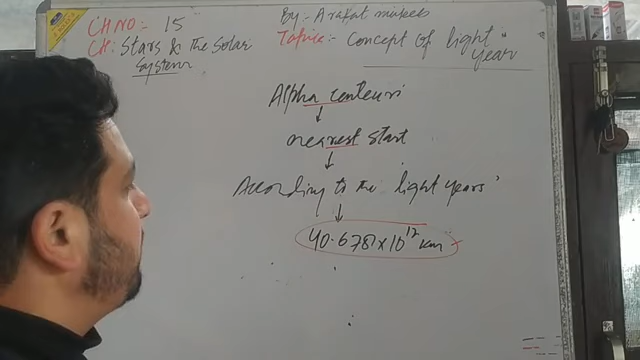 CH NO:- 15
CH: Stars & The Solar System
By:- Arafat
Topic:- Concept of light year"
Alpha centauri
nearest start
According to the light years"
40.678 × 10¹² km